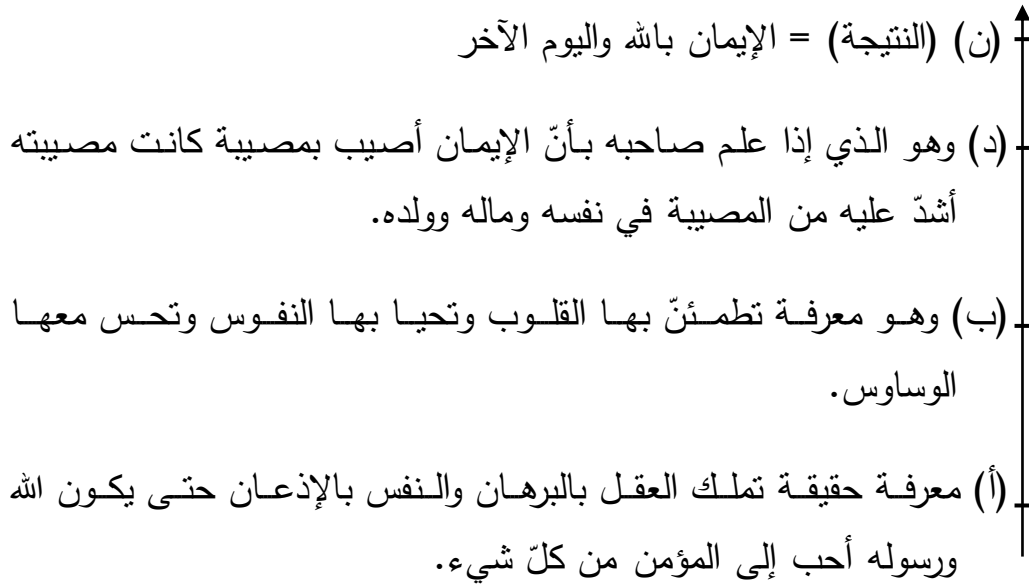 (ن) (النتيجة) = الإيمان بالله واليوم الآخر
(د) وهو الذي إذا علم صاحبه بأنّ الإيمان أصيب بمصيبة كانت مصيبته
أشدّ عليه من المصيبة في نفسه وماله وولده.
(ب) وهو معرفة تطمئنّ بها القلوب وتحيا بها النفوس وتحس معها
الوساوس.
(أ) معرفة حقيقة تملك العقل بالبرهان والنفس بالإذعان حتى يكون الله
ورسوله أحب إلى المؤمن من كلّ شيء.